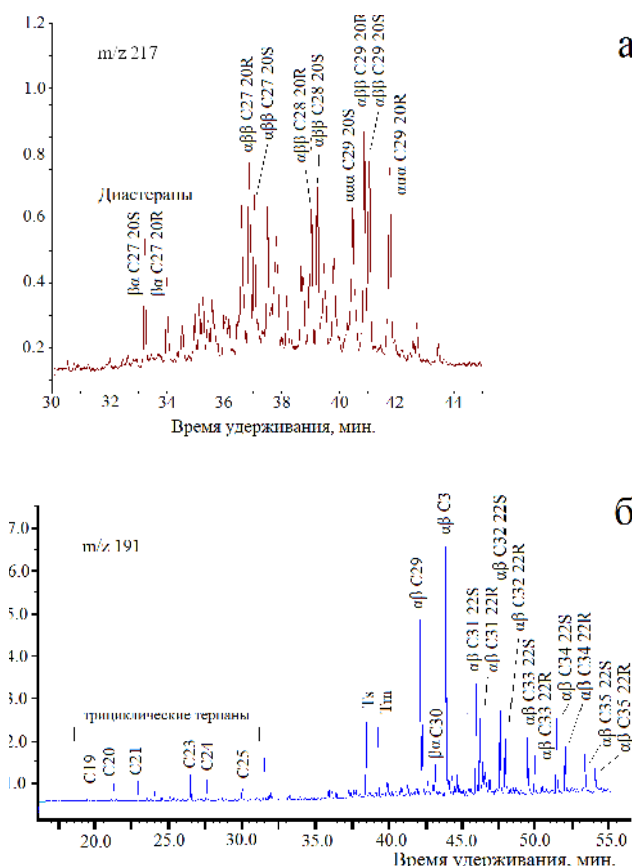 а
m/z 217
1.2
1.0
0.8
0.6
0.4
0.2
Диастераны
βα C27 20S
βα C27 20R
αββ C27 20R
αββ C27 20S
αββ C28 20R
αββ C28 20S
ααα C29 20S
αββ C29 20R
αββ C29 20S
ααα C29 20R
30 32 34 36 38 40 42 44
Время удерживания, мин.
б
m/z 191
7.0
6.0
5.0
4.0
3.0
2.0
1.0
трициклические терпаны
C19
C20
C21
C23
C24
C25
Ts
Tm
αβ C29
βα C30
αβ C3
αβ C31 22S
αβ C31 22R
αβ C32 22S
αβ C32 22R
αβ C33 22S
αβ C33 22R
αβ C34 22S
αβ C34 22R
αβ C35 22S
αβ C35 22R
20.0 25.0 30.0 35.0 40.0 45.0 50.0 55.0
Время удерживания, мин.